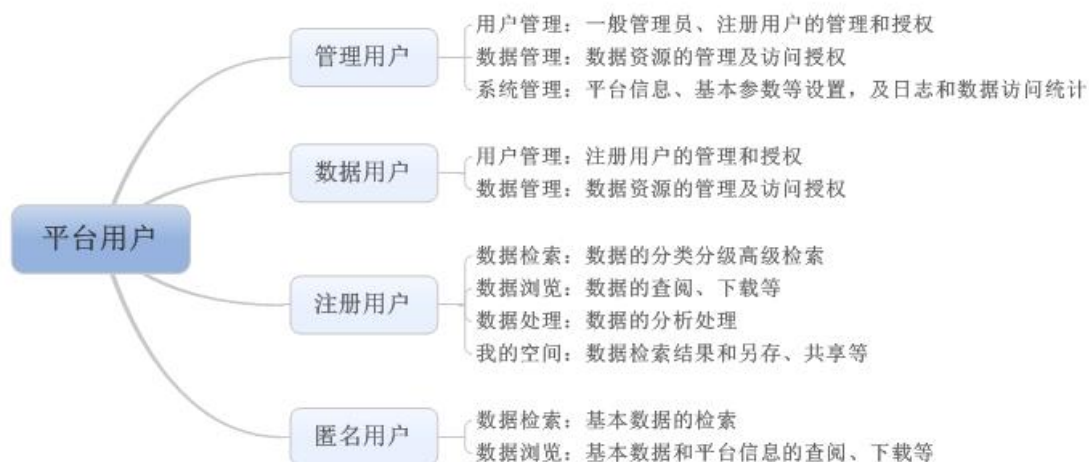 平台用户
管理用户
用户管理：一般管理员、注册用户的管理和授权
数据管理：数据资源的管理及访问授权
系统管理：平台信息、基本参数等设置，及日志和数据访问统计
数据用户
用户管理：注册用户的管理和授权
数据管理：数据资源的管理及访问授权
注册用户
数据检索：数据的分类分级高级检索
数据浏览：数据的查阅、下载等
数据处理：数据的分析处理
我的空间：数据检索结果和另存、共享等
匿名用户
数据检索：基本数据的检索
数据浏览：基本数据和平台信息的查阅、下载等